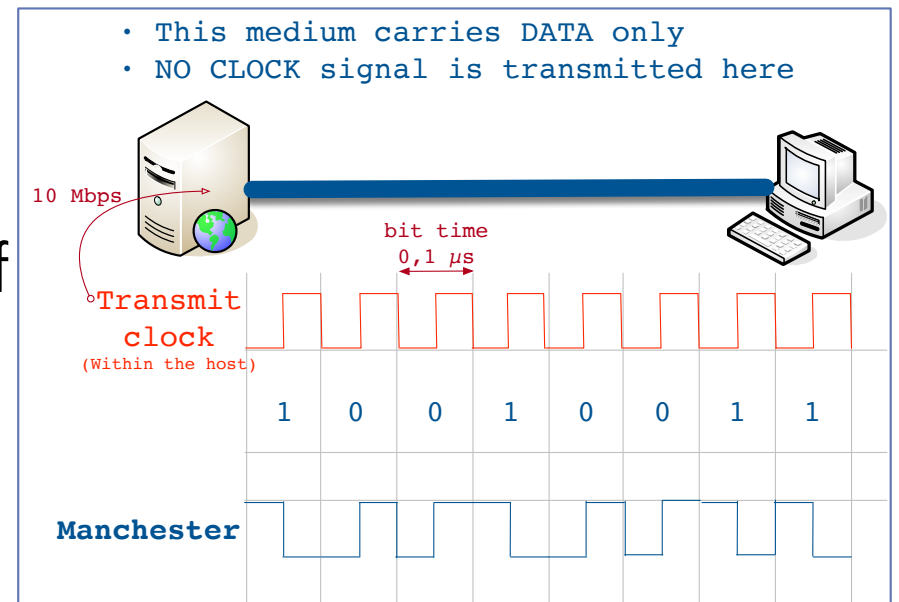 · This medium carries DATA only
· NO CLOCK signal is transmitted here
10 Mbps
bit time
0,1 μs
f
Transmit
clock
(Within the host)
1 0 0 1 0 0 1 1
Manchester